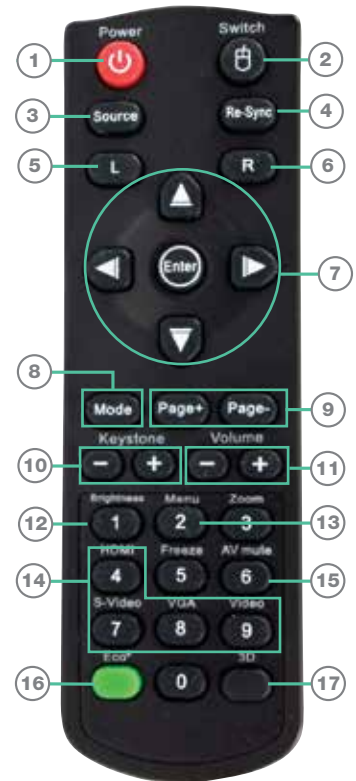 Power
Switch
1
2
3
Source
Re-Sync
4
5
L
R
6
Enter
7
8
Mode
Page+
Page-
9
Keystone
Volume
10
-
+
-
+
11
Brightness
Menu
Zoom
12
1
2
3
13
HDMI
Freeze
AV mute
14
4
5
6
15
S-Video
VGA
Video
7
8
9
Eco+
3D
16
0
17